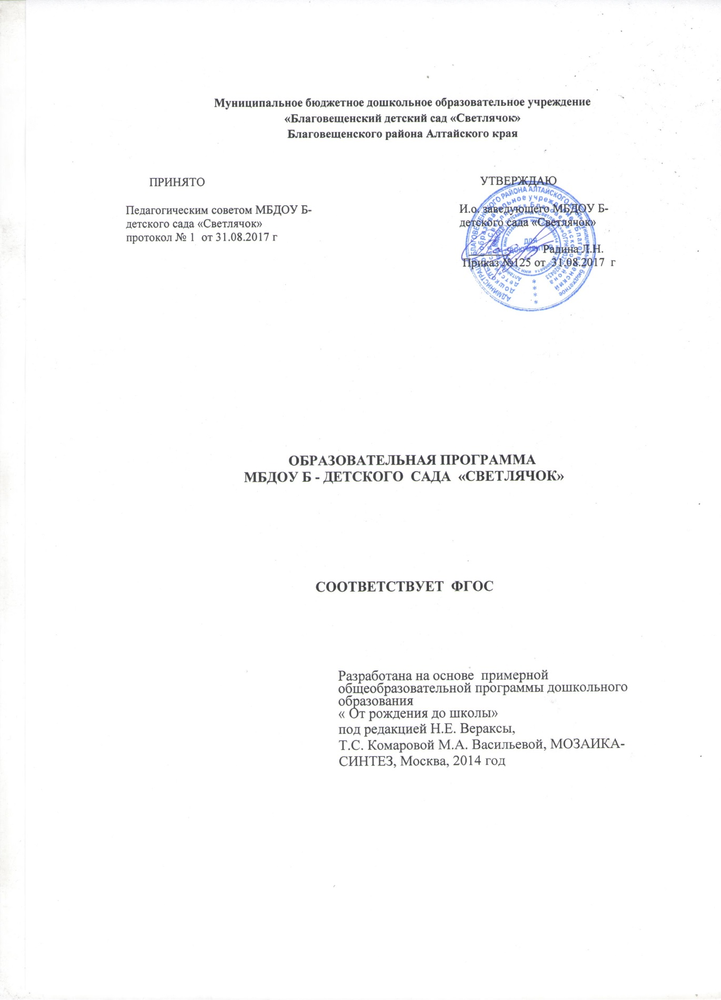 Муниципальное бюджетное дошкольное образовательное учреждение
«Благовещенский детский сад «Светлячок»
Благовещенского района Алтайского края
ПРИНЯТО
Педагогическим советом МБДОУ Б-
детского сада «Светлячок»
протокол № 1 от 31.08.2017 г
УТВЕРЖДАЮ
И.о. заведующего МБДОУ Б-
детского сада «Светлячок»
Радина Л.Н.
Приказ №125 от 31.08.2017 г
ДЛЯ
ДОКУМЕНТОВ
ОБРАЗОВАТЕЛЬНАЯ ПРОГРАММА
МБДОУ Б - ДЕТСКОГО САДА «СВЕТЛЯЧОК»
СООТВЕТСТВУЕТ ФГОС
Разработана на основе примерной
общеобразовательной программы дошкольного
образования
« От рождения до школы»
под редакцией Н.Е. Вераксы,
Т.С. Комаровой М.А. Васильевой, МОЗАИКА-
СИНТЕЗ, Москва, 2014 год